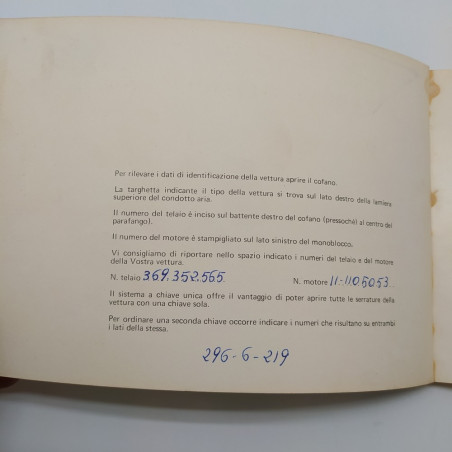 Per rilevare i dati di identificazione della vettura aprire il cofano.
La targhetta indicante il tipo della vettura si trova sul lato destro della lamiera
superiore del condotto aria.
Il numero del telaio è inciso sul battente destro del cofano (pressochè al centro del
parafango).
Il numero del motore è stampigliato sul lato sinistro del monoblocco.
Vi consigliamo di riportare nello spazio indicato i numeri del telaio e del motore
della Vostra vettura.
N. telaio 369.352.565 N. motore 11-1105053
Il sistema a chiave unica offre il vantaggio di poter aprire tutte le serrature della
vettura con una chiave sola.
Per ordinare una seconda chiave occorre indicare i numeri che risultano su entrambi
i lati della stessa.
296-6-219